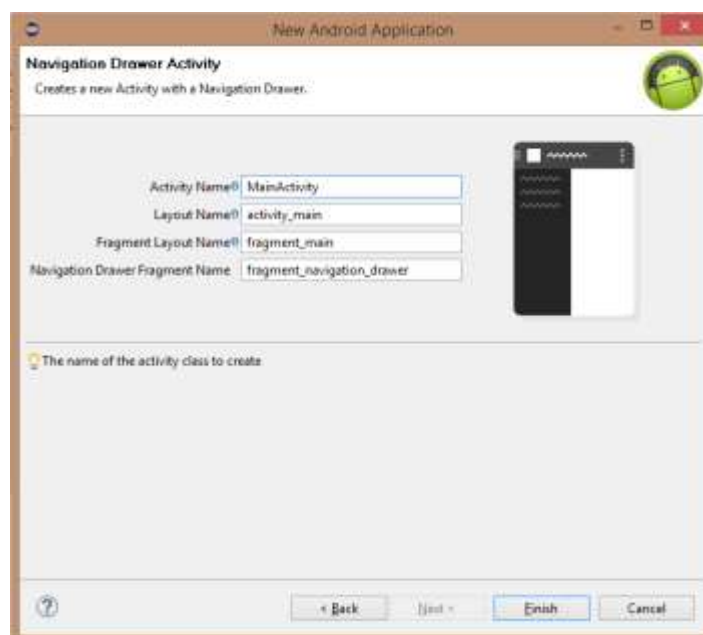 New Android Application
Navigation Drawer Activity
Creates a new Activity with a Navigation Drawer.
Activity Name MainActivity
Layout Name activity_main
Fragment Layout Name fragment_main
Navigation Drawer Fragment Name fragment_navigation_drawer
The name of the activity class to create
? < Back Next > Finish Cancel